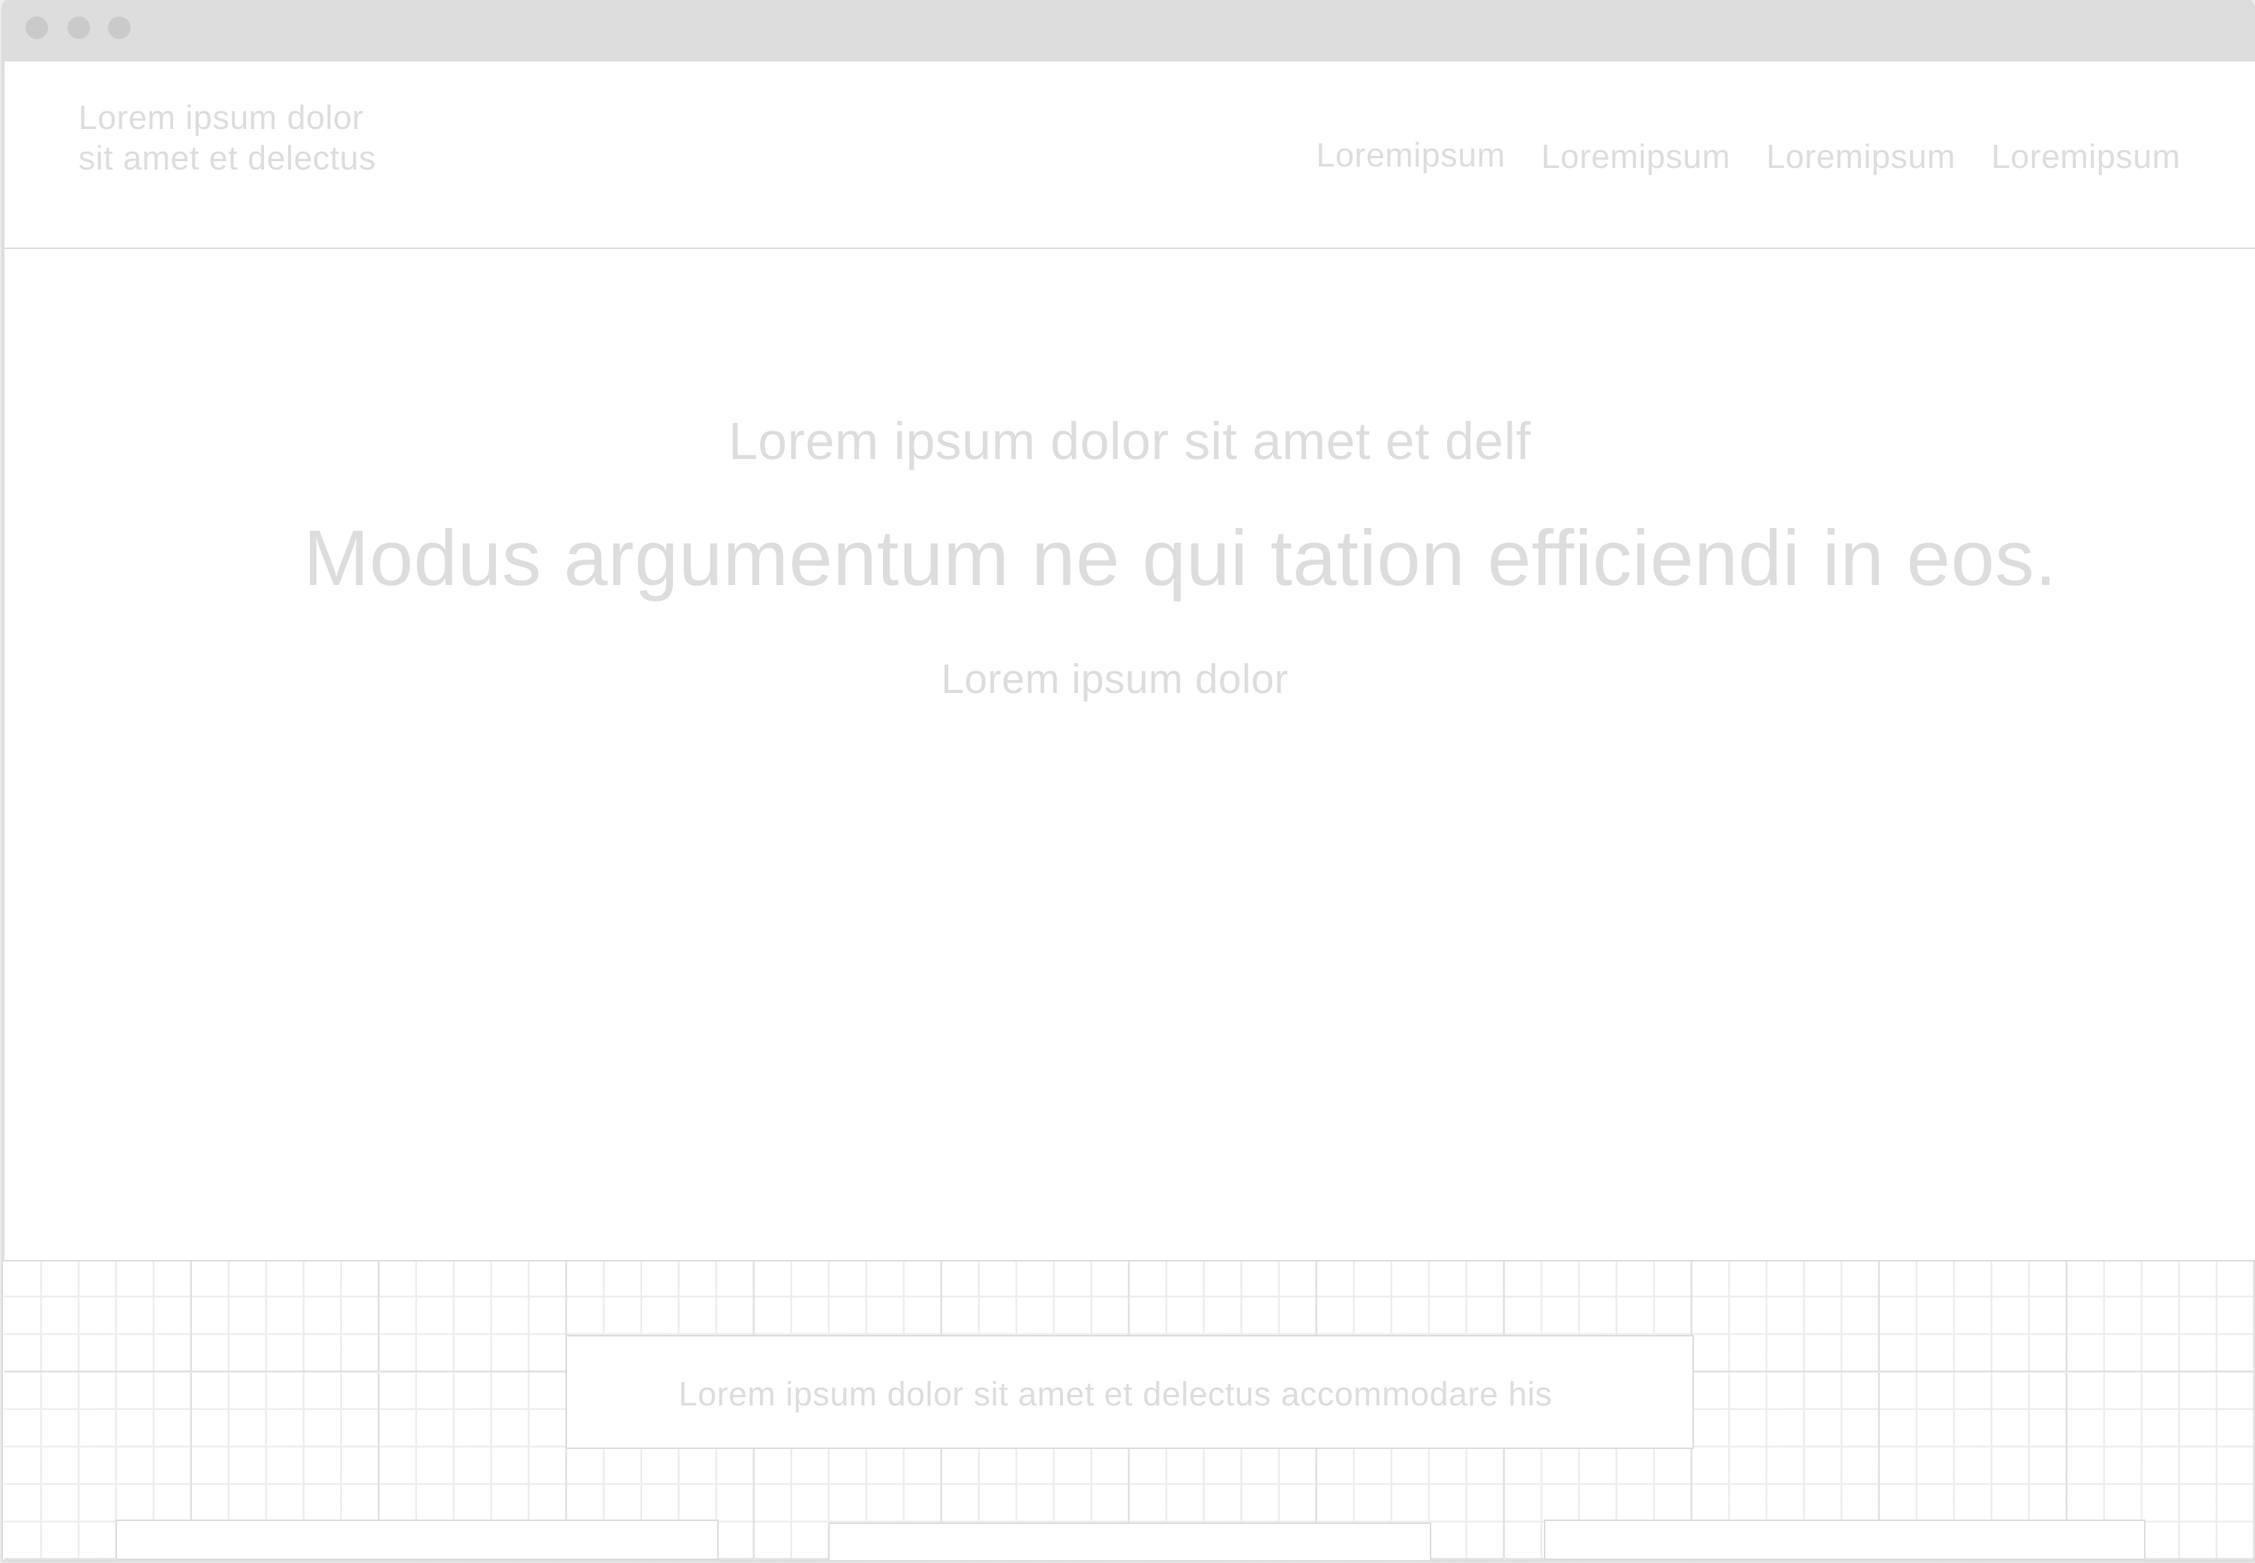 Lorem ipsum dolor
sit amet et delectus
Loremipsum Loremipsum Loremipsum Loremipsum
Lorem ipsum dolor sit amet et delf
Modus argumentum ne qui tation efficiendi in eos.
Lorem ipsum dolor
Lorem ipsum dolor sit amet et delectus accommodare his